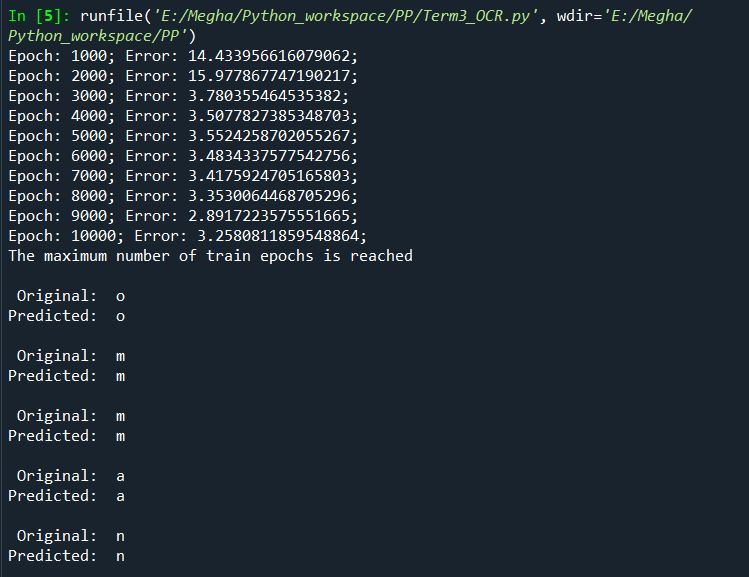 In [5]: runfile('E:/Megha/Python_workspace/PP/Term3_OCR.py', wdir='E:/Megha/
Python_workspace/PP')
Epoch: 1000; Error: 14.433956616079062;
Epoch: 2000; Error: 15.977867747190217;
Epoch: 3000; Error: 3.780355464535382;
Epoch: 4000; Error: 3.5077827385348703;
Epoch: 5000; Error: 3.5524258702055267;
Epoch: 6000; Error: 3.4834337577542756;
Epoch: 7000; Error: 3.4175924705165803;
Epoch: 8000; Error: 3.3530064468705296;
Epoch: 9000; Error: 2.8917223575551665;
Epoch: 10000; Error: 3.2580811859548864;
The maximum number of train epochs is reached
Original: o
Predicted: o
Original: m
Predicted: m
Original: m
Predicted: m
Original: a
Predicted: a
Original: n
Predicted: n